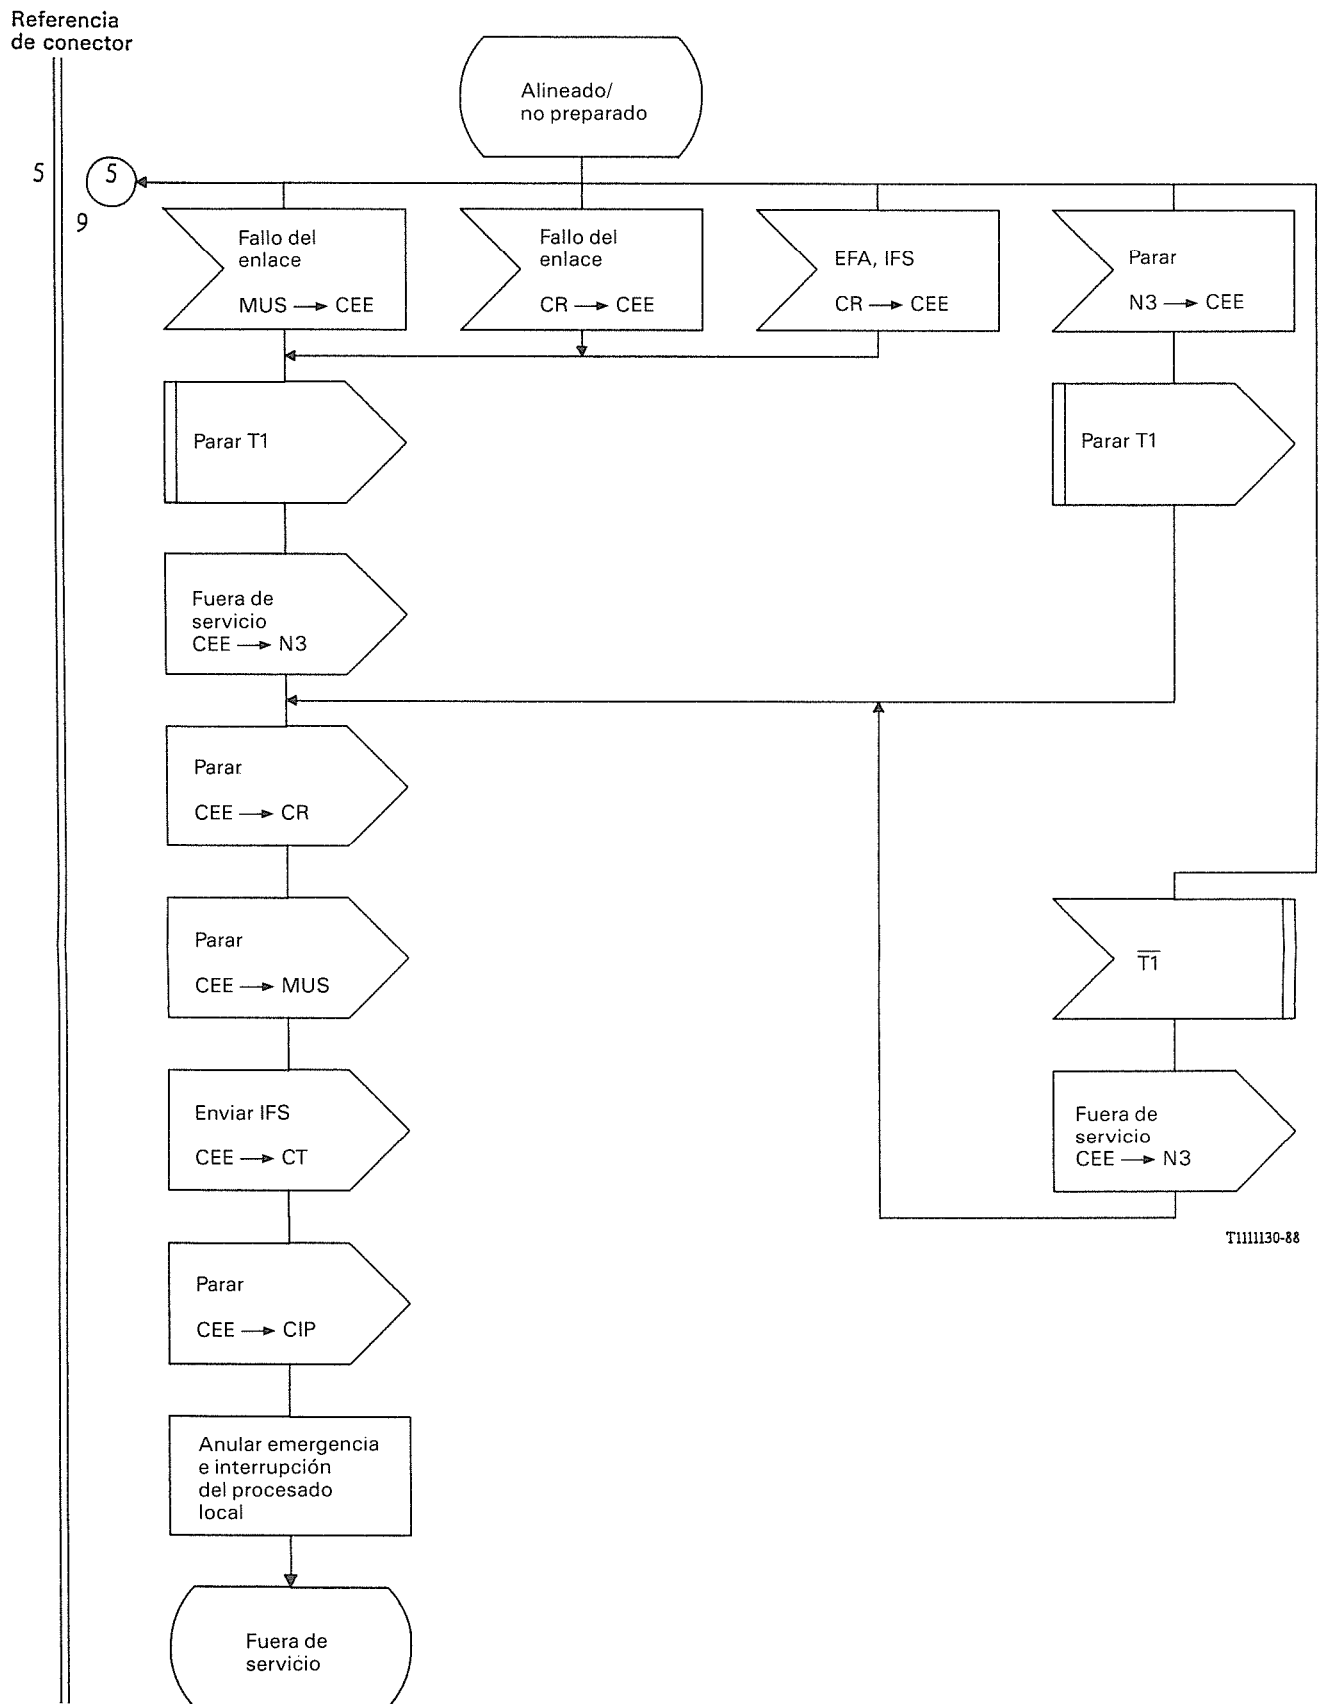 Referencia
de conector
Alineado/
no preparado
5
5
9
Fallo del
enlace
MUS → CEE
Fallo del
enlace
CR → CEE
EFA, IFS
CR → CEE
Parar
N3 → CEE
Parar T1
Parar T1
Fuera de
servicio
CEE → N3
Parar
CEE → CR
Parar
CEE → MUS
T1
Enviar IFS
CEE → CT
Fuera de
servicio
CEE → N3
T1111130-88
Parar
CEE → CIP
Anular emergencia
e interrupción
del procesado
local
Fuera de
servicio